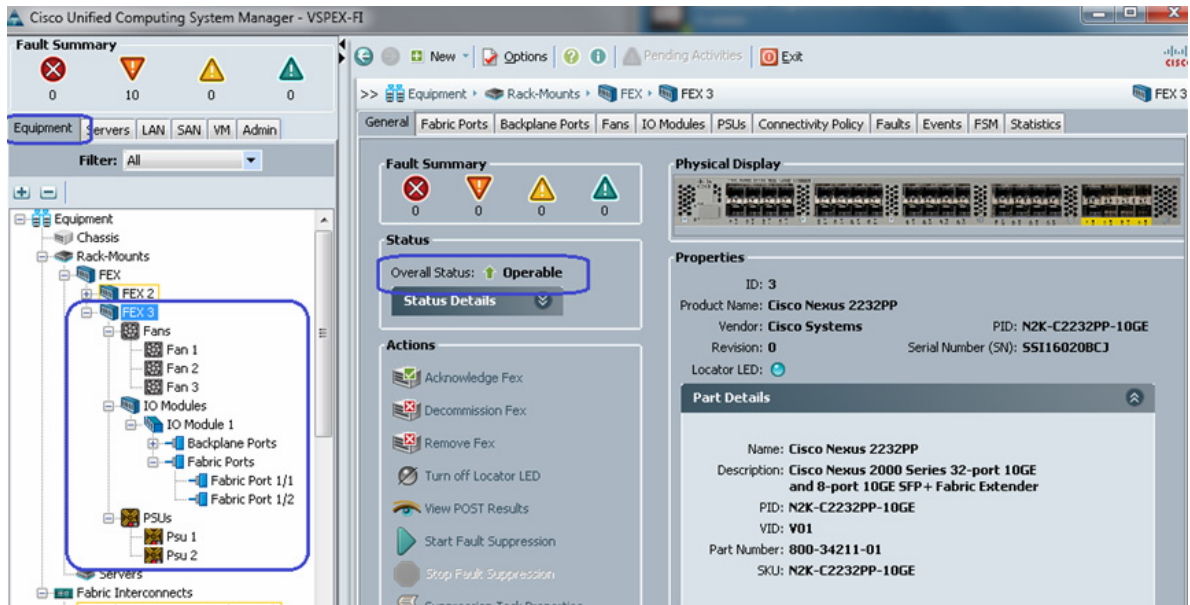 Cisco Unified Computing System Manager - VSPEX-FI
Fault Summary
0 10 0 0
Equipment Servers LAN SAN VM Admin
Filter: All
Equipment
Chassis
Rack-Mounts
FEX
FEX 2
FEX 3
Fans
Fan 1
Fan 2
Fan 3
IO Modules
IO Module 1
Backplane Ports
Fabric Ports
Fabric Port 1/1
Fabric Port 1/2
PSUs
Psu 1
Psu 2
Servers
Fabric Interconnects
New Options Pending Activities Exit
CISCO
>> Equipment Rack-Mounts FEX FEX 3 FEX 3
General Fabric Ports Backplane Ports Fans IO Modules PSUs Connectivity Policy Faults Events FSM Statistics
Fault Summary
0 0 0 0
Status
Overall Status: Operable
Status Details
Actions
Acknowledge Fex
Decommission Fex
Remove Fex
Turn off Locator LED
View POST Results
Start Fault Suppression
Stop Fault Suppression
Suppression Task Properties
Physical Display
Properties
ID: 3
Product Name: Cisco Nexus 2232PP
Vendor: Cisco Systems PID: N2K-C2232PP-10GE
Revision: 0 Serial Number (SN): SSI16020BCJ
Locator LED:
Part Details
Name: Cisco Nexus 2232PP
Description: Cisco Nexus 2000 Series 32-port 10GE
and 8-port 10GE SFP+ Fabric Extender
PID: N2K-C2232PP-10GE
VID: V01
Part Number: 800-34211-01
SKU: N2K-C2232PP-10GE